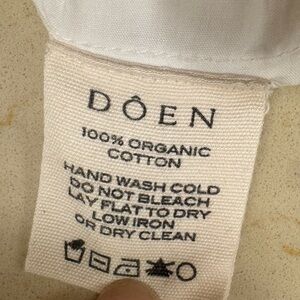 DÔEN
100% ORGANIC
COTTON
HAND WASH COLD
DO NOT BLEACH
LAY FLAT TO DRY
LOW IRON
OR DRY CLEAN